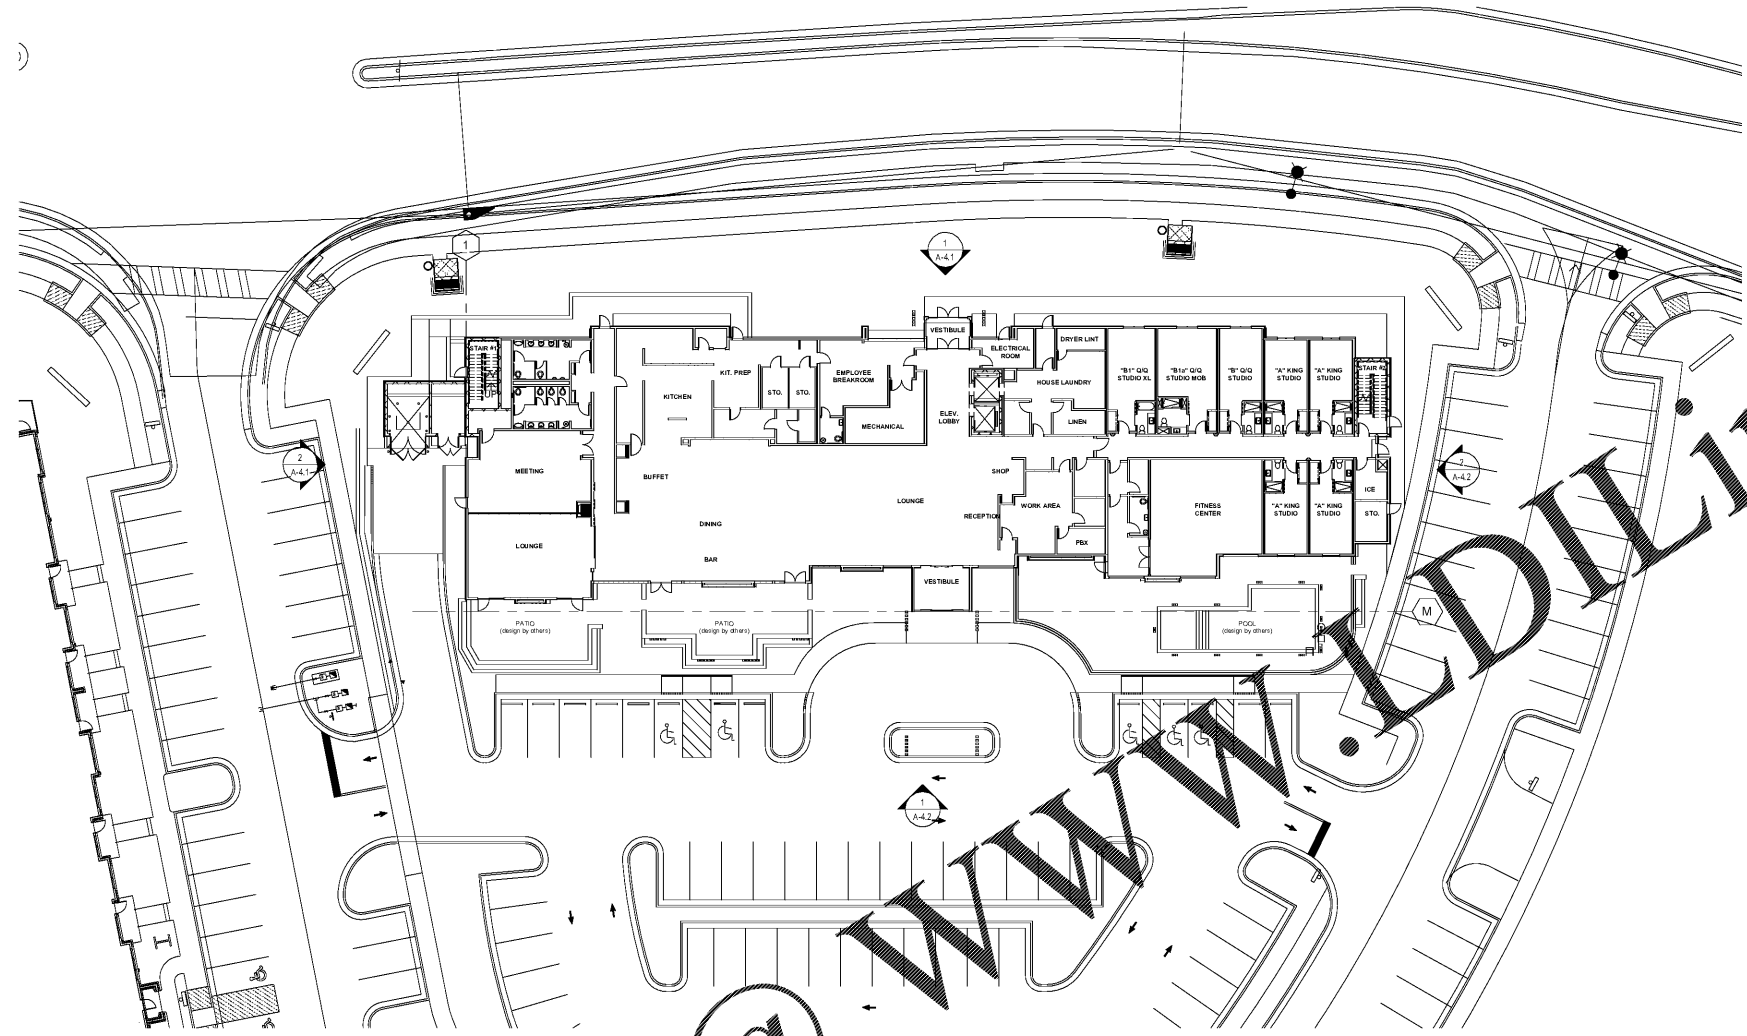 1
1
A-4.1
VESTIBULE
STAIR #1
ELECTRICAL
ROOM
DRYER LINT
STAIR #2
KIT. PREP
EMPLOYEE
BREAKROOM
HOUSE LAUNDRY
"B1" Q/Q
STUDIO XL
"B1a" Q/Q
STUDIO MOB
"B" Q/Q
STUDIO
"A" KING
STUDIO
"A" KING
STUDIO
KITCHEN
STO.
STO.
ELEV.
LOBBY
MECHANICAL
LINEN
2
A-4.1
MEETING
BUFFET
SHOP
2
A-4.2
LOUNGE
ICE
WORK AREA
FITNESS
CENTER
"A" KING
STUDIO
"A" KING
STUDIO
STO.
RECEPTION
DINING
LOUNGE
PBX
BAR
VESTIBULE
M
PATIO
(design by others)
PATIO
(design by others)
POOL
(design by others)
1
A-4.2
WWW